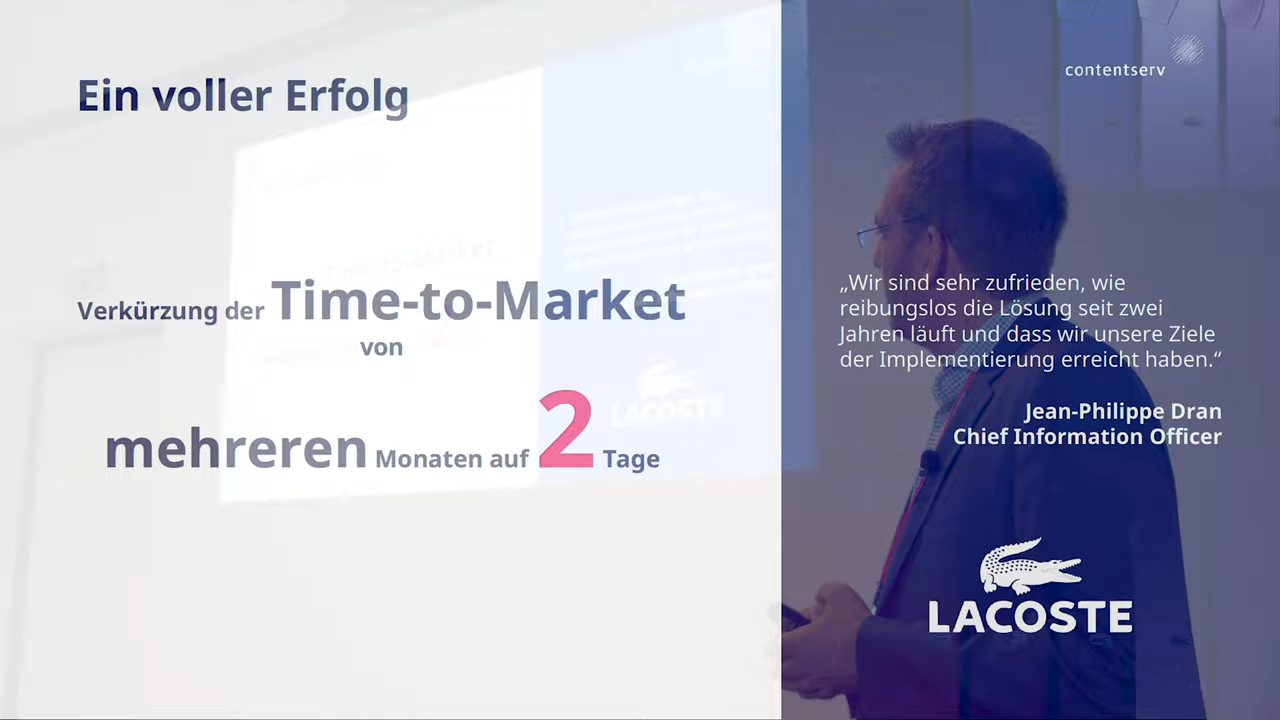 contentserv
Ein voller Erfolg
Verkürzung der Time-to-Market
von
mehreren Monaten auf 2 Tage
„Wir sind sehr zufrieden, wie
reibungslos die Lösung seit zwei
Jahren läuft und dass wir unsere Ziele
der Implementierung erreicht haben.“
Jean-Philippe Dran
Chief Information Officer
LACOSTE
LACOSTE